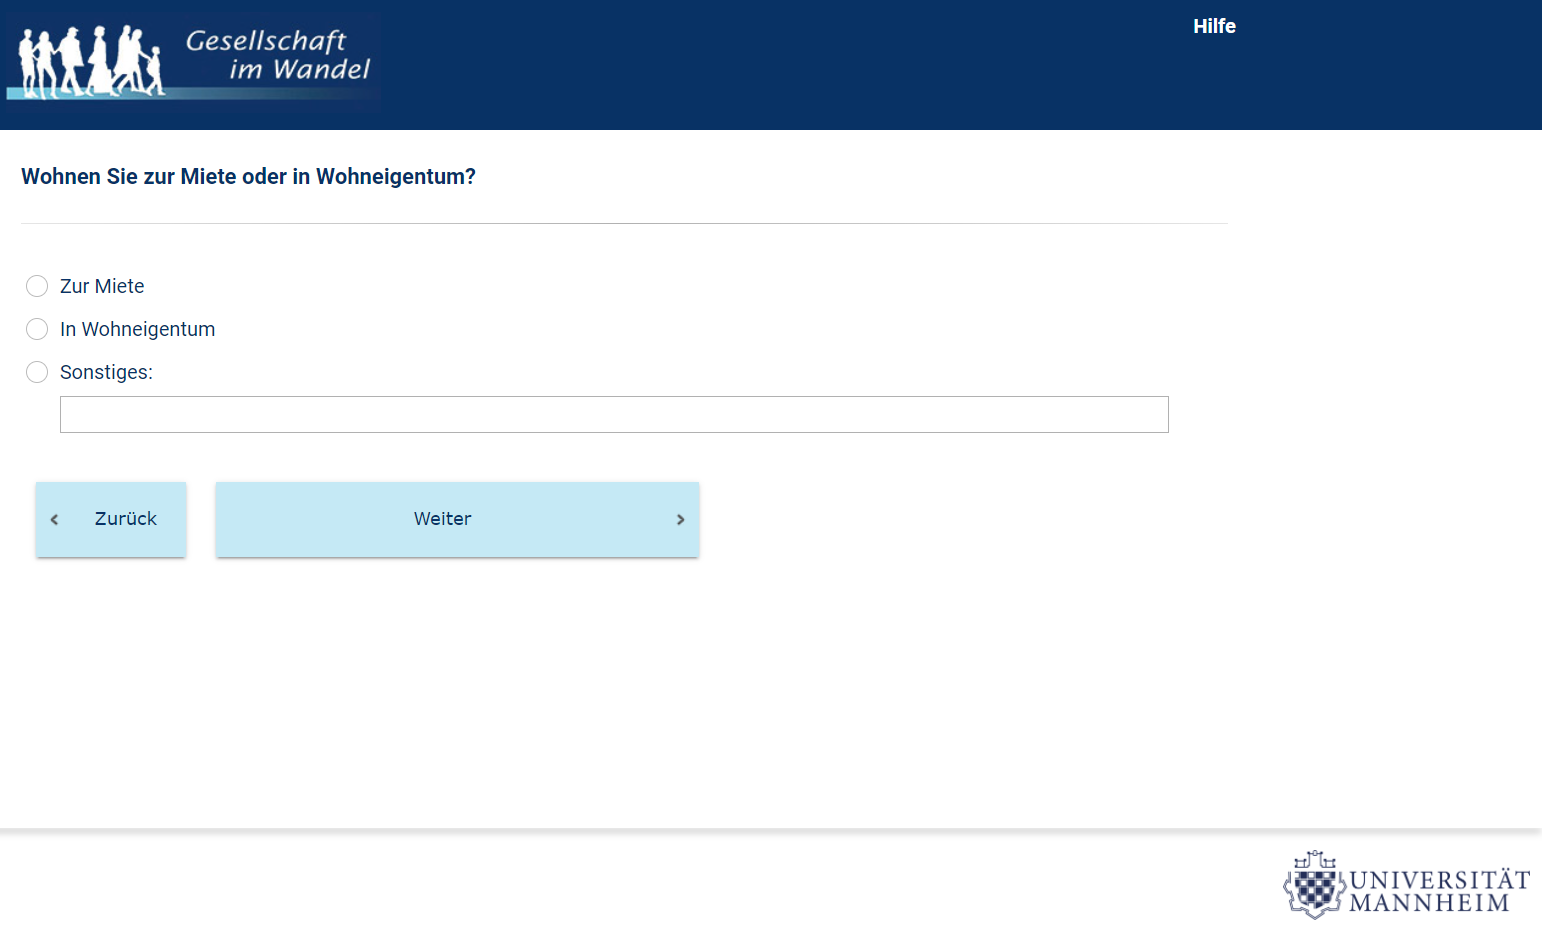 Gesellschaft
im Wandel
Hilfe
Wohnen Sie zur Miete oder in Wohneigentum?
Zur Miete
In Wohneigentum
Sonstiges:
Zurück
Weiter
UNIVERSITÄT
MANNHEIM